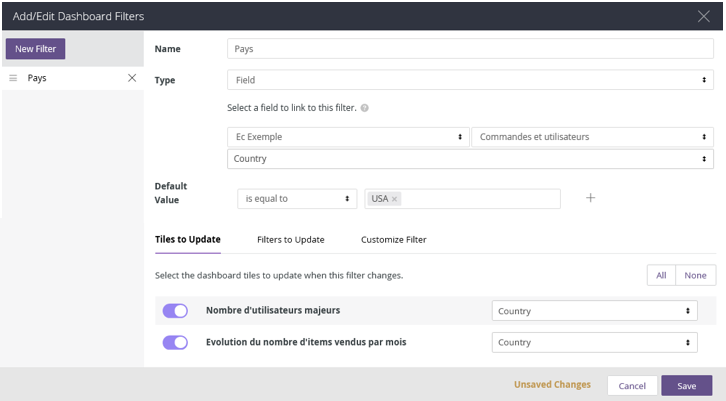 Add/Edit Dashboard Filters
New Filter
Pays
Name
Pays
Type
Field
Select a field to link to this filter. ?
Ec Exemple
Commandes et utilisateurs
Country
Default
Value
is equal to
USA
Tiles to Update
Filters to Update
Customize Filter
Select the dashboard tiles to update when this filter changes.
All
None
Nombre d'utilisateurs majeurs
Country
Evolution du nombre d'items vendus par mois
Country
Unsaved Changes
Cancel
Save